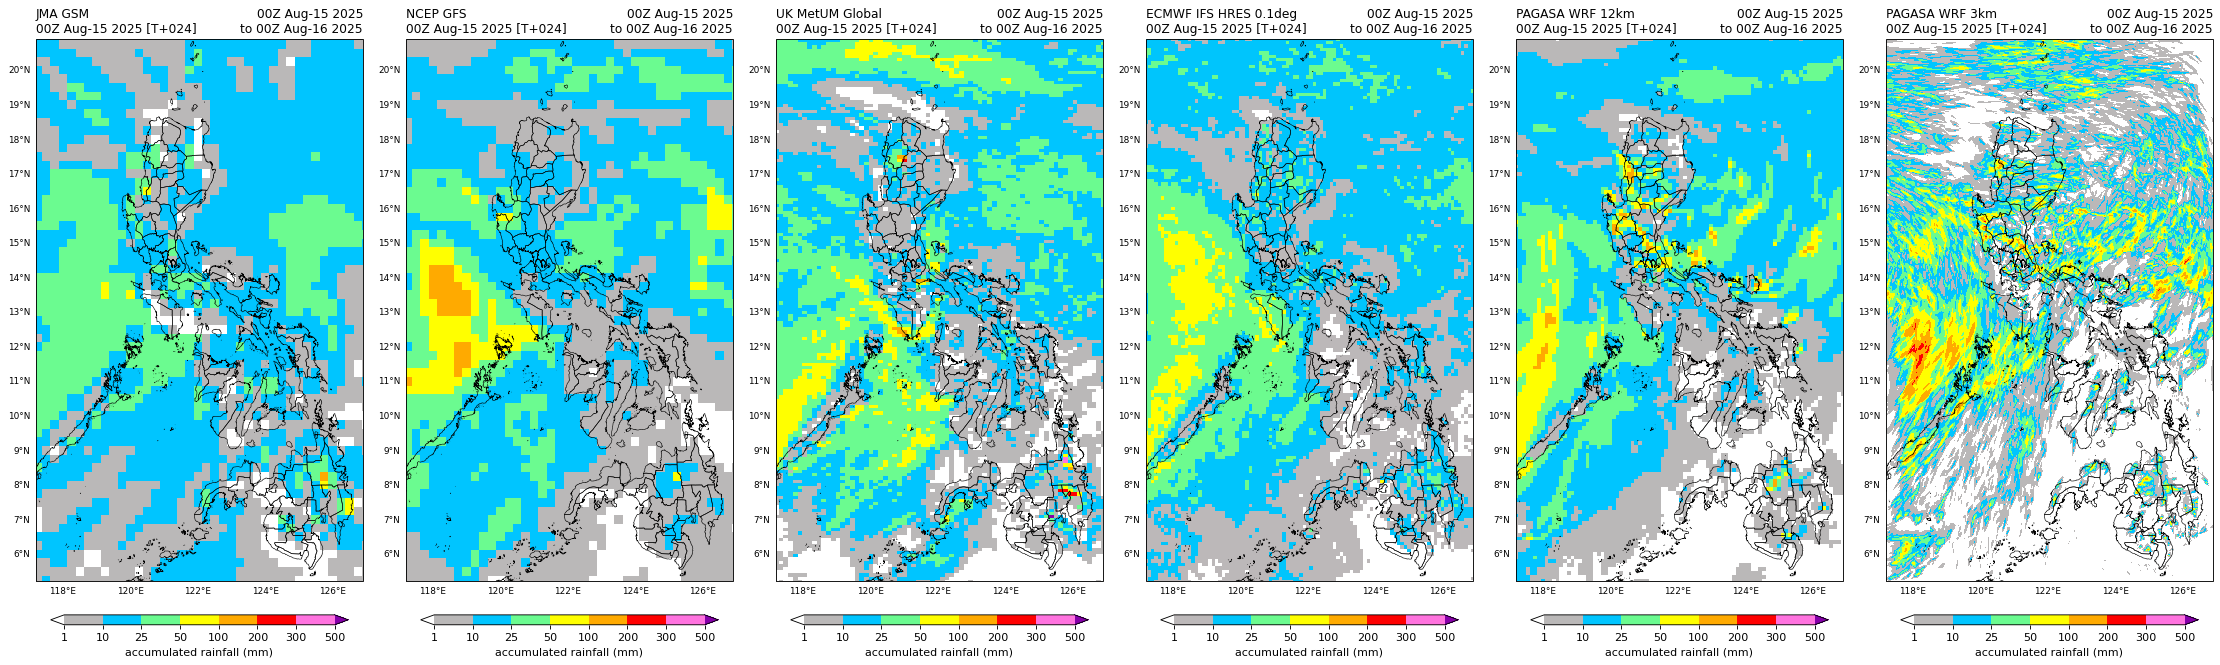 JMA GSM 00Z Aug-15 2025
00Z Aug-15 2025 [T+024] to 00Z Aug-16 2025
20°N
19°N
18°N
17°N
16°N
15°N
14°N
13°N
12°N
11°N
10°N
9°N
8°N
7°N
6°N
118°E 120°E 122°E 124°E 126°E
1 10 25 50 100 200 300 500
accumulated rainfall (mm)
NCEP GFS 00Z Aug-15 2025
00Z Aug-15 2025 [T+024] to 00Z Aug-16 2025
20°N
19°N
18°N
17°N
16°N
15°N
14°N
13°N
12°N
11°N
10°N
9°N
8°N
7°N
6°N
118°E 120°E 122°E 124°E 126°E
1 10 25 50 100 200 300 500
accumulated rainfall (mm)
UK MetUM Global 00Z Aug-15 2025
00Z Aug-15 2025 [T+024] to 00Z Aug-16 2025
20°N
19°N
18°N
17°N
16°N
15°N
14°N
13°N
12°N
11°N
10°N
9°N
8°N
7°N
6°N
118°E 120°E 122°E 124°E 126°E
1 10 25 50 100 200 300 500
accumulated rainfall (mm)
ECMWF IFS HRES 0.1deg 00Z Aug-15 2025
00Z Aug-15 2025 [T+024] to 00Z Aug-16 2025
20°N
19°N
18°N
17°N
16°N
15°N
14°N
13°N
12°N
11°N
10°N
9°N
8°N
7°N
6°N
118°E 120°E 122°E 124°E 126°E
1 10 25 50 100 200 300 500
accumulated rainfall (mm)
PAGASA WRF 12km 00Z Aug-15 2025
00Z Aug-15 2025 [T+024] to 00Z Aug-16 2025
20°N
19°N
18°N
17°N
16°N
15°N
14°N
13°N
12°N
11°N
10°N
9°N
8°N
7°N
6°N
118°E 120°E 122°E 124°E 126°E
1 10 25 50 100 200 300 500
accumulated rainfall (mm)
PAGASA WRF 3km 00Z Aug-15 2025
00Z Aug-15 2025 [T+024] to 00Z Aug-16 2025
20°N
19°N
18°N
17°N
16°N
15°N
14°N
13°N
12°N
11°N
10°N
9°N
8°N
7°N
6°N
118°E 120°E 122°E 124°E 126°E
1 10 25 50 100 200 300 500
accumulated rainfall (mm)